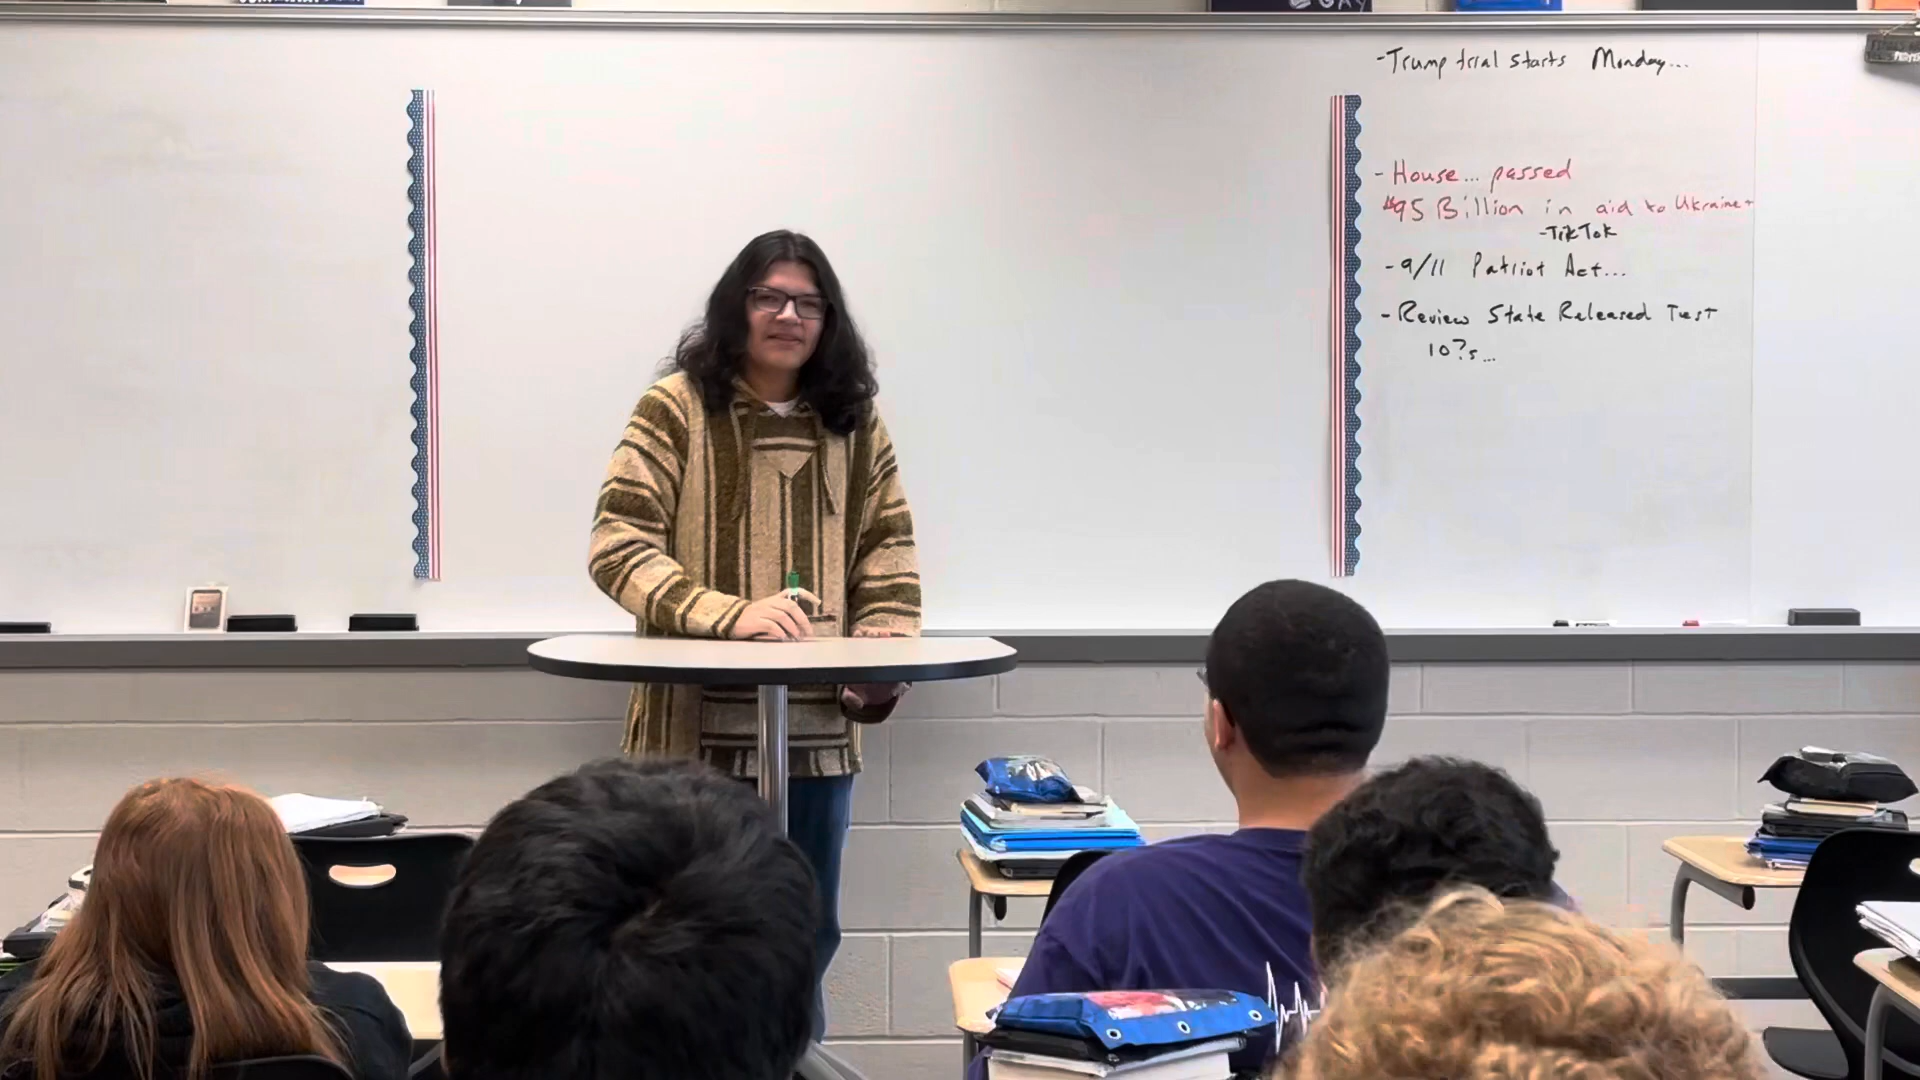 GAY
-Trump trial starts Monday...
- House... passed
$95 Billion in aid to Ukraine+
-TikTok
-9/11 Patriot Act...
-Review State Released Test
10?s...